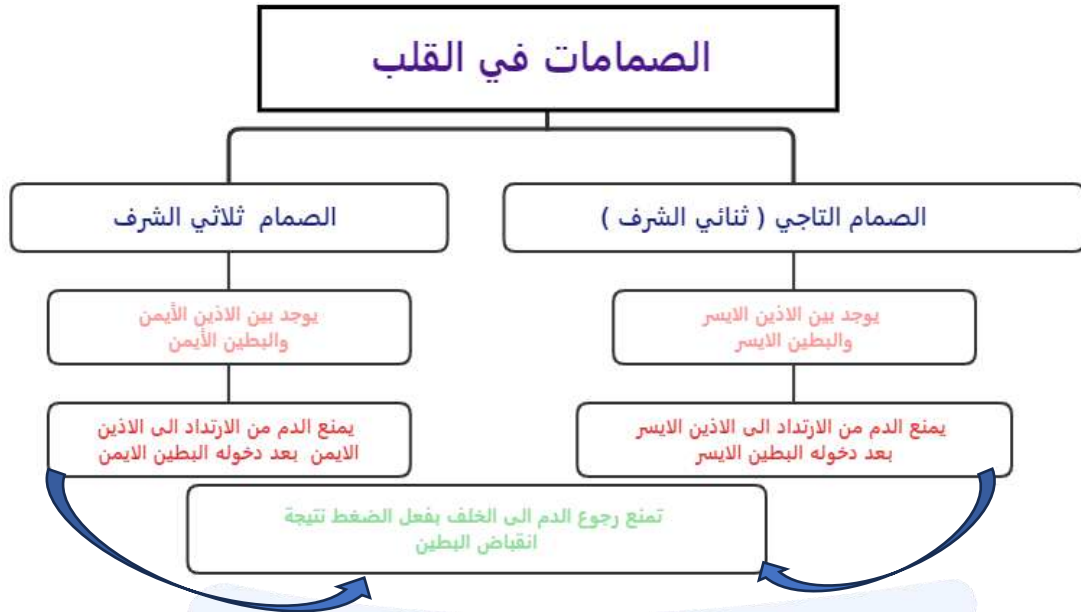 الصمامات في القلب
الصمام التاجي ( ثنائي الشرف )
الصمام ثلاثي الشرف
يوجد بين الاذين الايسر
والبطين الايسر
يوجد بين الاذين الأيمن
والبطين الأيمن
يمنع الدم من الارتداد الى الاذين الايسر
بعد دخوله البطين الايسر
يمنع الدم من الارتداد الى الاذين
الايمن بعد دخوله البطين الايمن
تمنع رجوع الدم الى الخلف بفعل الضغط نتيجة
انقباض البطين